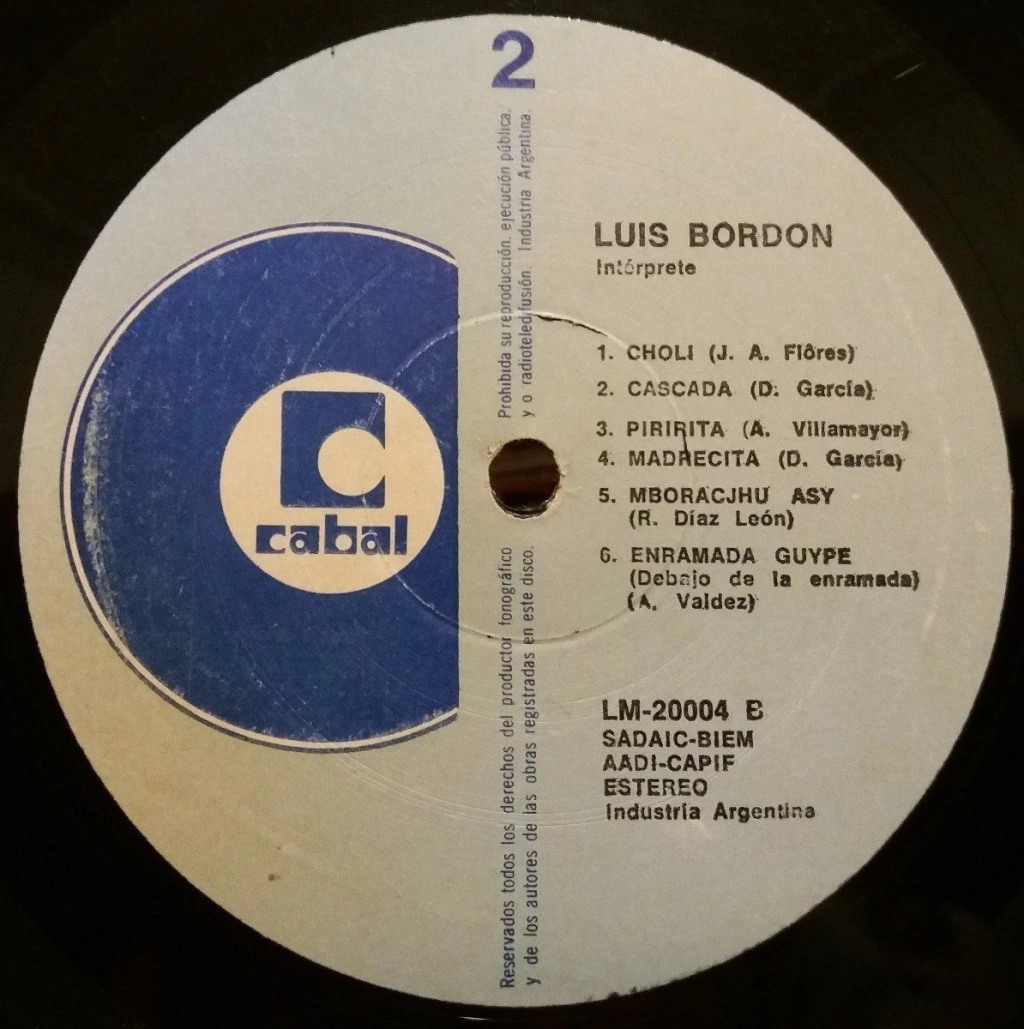 2
Prohibida su reproducción, ejecución pública.
y o radioteledifusión. Industria Argentina.
LUIS BORDON
Intérprete
1. CHOLI (J. A. Flôres)
2. CASCADA (D. García)
3. PIRIRITA (A. Villamayor)
4. MADRECITA (D. García)
5. MBORACJHU ASY
(R. Díaz León)
6. ENRAMADA GUYPE
(Debajo de la enramada)
(A. Valdez)
cabal
Reservados todos los derechos del productor fonográfico
y de los autores de las obras registradas en este disco.
LM-20004 B
SADAIC-BIEM
AADI-CAPIF
ESTEREO
Industria Argentina